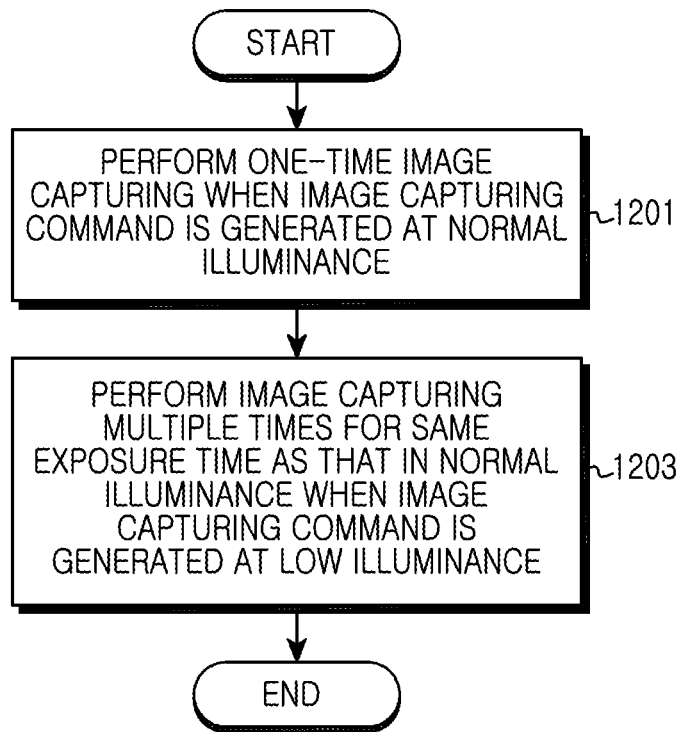 START
PERFORM ONE-TIME IMAGE
CAPTURING WHEN IMAGE CAPTURING
COMMAND IS GENERATED AT NORMAL
ILLUMINANCE
1201
PERFORM IMAGE CAPTURING
MULTIPLE TIMES FOR SAME
EXPOSURE TIME AS THAT IN NORMAL
ILLUMINANCE WHEN IMAGE
CAPTURING COMMAND IS
GENERATED AT LOW ILLUMINANCE
1203
END